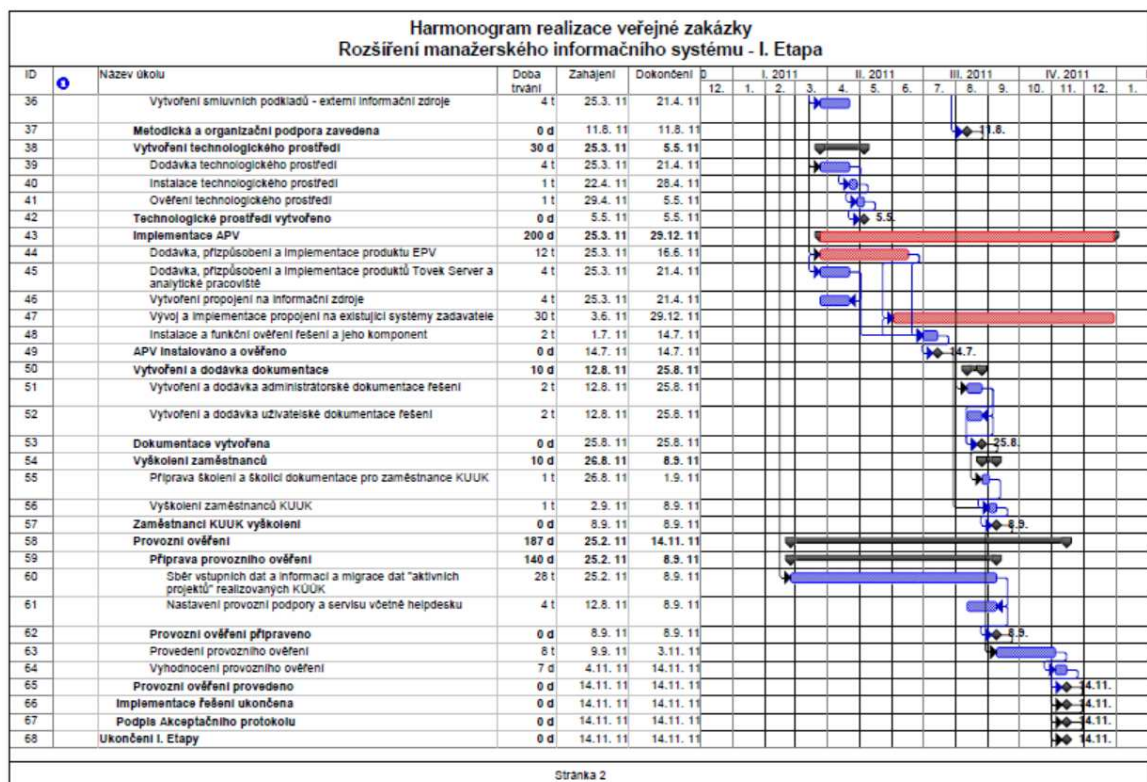 Harmonogram realizace veřejné zakázky
Rozšíření manažerského informačního systému - I. Etapa
ID Název úkolu Doba trvání Zahájení Dokončení 0 I. 2011 II. 2011 III. 2011 IV. 2011
12. 1. 2. 3. 4. 5. 6. 7. 8. 9. 10. 11. 12. 1.
36 Vytvoření smluvních podkladů - externí informační zdroje 4 t 25.3. 11 21.4. 11
37 Metodická a organizační podpora zavedena 0 d 11.8. 11 11.8. 11 11.8.
38 Vytvoření technologického prostředí 30 d 25.3. 11 5.5. 11
39 Dodávka technologického prostředí 4 t 25.3. 11 21.4. 11
40 Instalace technologického prostředí 1 t 22.4. 11 28.4. 11
41 Ověření technologického prostředí 1 t 29.4. 11 5.5. 11
42 Technologické prostředí vytvořeno 0 d 5.5. 11 5.5. 11 5.5.
43 Implementace APV 200 d 25.3. 11 29.12. 11
44 Dodávka, přizpůsobení a implementace produktu EPV 12 t 25.3. 11 16.6. 11
45 Dodávka, přizpůsobení a implementace produktů Tovek Server a 4 t 25.3. 11 21.4. 11
analytické pracoviště
46 Vytvoření propojení na informační zdroje 4 t 25.3. 11 21.4. 11
47 Vývoj a implementace propojení na existující systémy zadavatele 30 t 3.6. 11 29.12. 11
48 Instalace a funkční ověření řešení a jeho komponent 2 t 1.7. 11 14.7. 11
49 APV instalováno a ověřeno 0 d 14.7. 11 14.7. 11 14.7.
50 Vytvoření a dodávka dokumentace 10 d 12.8. 11 25.8. 11
51 Vytvoření a dodávka administrátorské dokumentace řešení 2 t 12.8. 11 25.8. 11
52 Vytvoření a dodávka uživatelské dokumentace řešení 2 t 12.8. 11 25.8. 11
53 Dokumentace vytvořena 0 d 25.8. 11 25.8. 11 25.8.
54 Vyškolení zaměstnanců 10 d 26.8. 11 8.9. 11
55 Příprava školení a školící dokumentace pro zaměstnance KUUK 1 t 26.8. 11 1.9. 11
56 Vyškolení zaměstnanců KUUK 1 t 2.9. 11 8.9. 11
57 Zaměstnanci KUUK vyškoleni 0 d 8.9. 11 8.9. 11 8.9.
58 Provozní ověření 187 d 25.2. 11 14.11. 11
59 Příprava provozního ověření 140 d 25.2. 11 8.9. 11
60 Sběr vstupních dat a informací a migrace dat "aktivních 28 t 25.2. 11 8.9. 11
projektů" realizovaných KÚÚK
61 Nastavení provozní podpory a servisu včetně helpdesku 4 t 12.8. 11 8.9. 11
62 Provozní ověření připraveno 0 d 8.9. 11 8.9. 11 8.9.
63 Provedení provozního ověření 8 t 9.9. 11 3.11. 11
64 Vyhodnocení provozního ověření 7 d 4.11. 11 14.11. 11
65 Provozní ověření provedeno 0 d 14.11. 11 14.11. 11 14.11.
66 Implementace řešení ukončena 0 d 14.11. 11 14.11. 11 14.11.
67 Podpis Akceptačního protokolu 0 d 14.11. 11 14.11. 11 14.11.
68 Ukončení I. Etapy 0 d 14.11. 11 14.11. 11 14.11.
Stránka 2